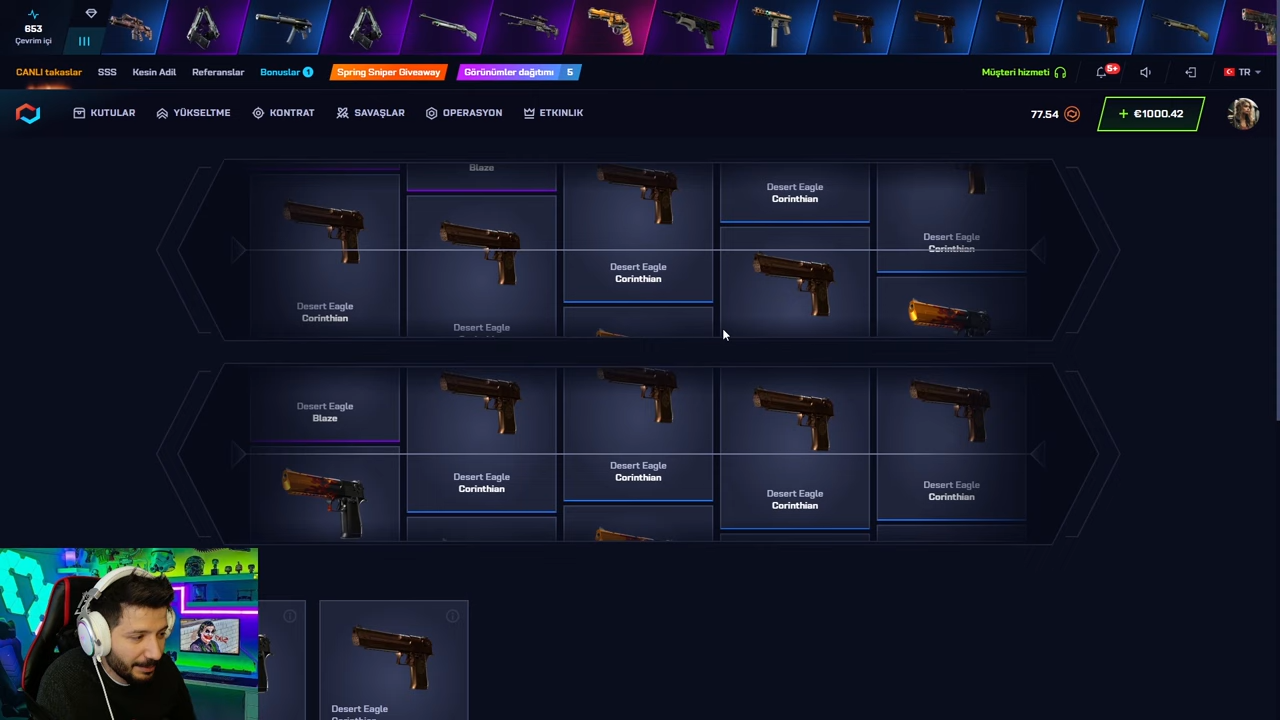 653
Çevrim içi
CANLI takaslar
SSS
Kesin Adil
Referanslar
Bonuslar 1
Spring Sniper Giveaway
Görünümler dağıtımı 5
Müşteri hizmeti
5+
TR
KUTULAR
YÜKSELTME
KONTRAT
SAVAŞLAR
OPERASYON
ETKINLIK
77.54
+ €1000.42
Desert Eagle
Corinthian
Blaze
Desert Eagle
Desert Eagle
Corinthian
Desert Eagle
Corinthian
Desert Eagle
Corinthian
Desert Eagle
Blaze
Desert Eagle
Corinthian
Desert Eagle
Corinthian
Desert Eagle
Corinthian
Desert Eagle
Corinthian
Desert Eagle
Corinthian